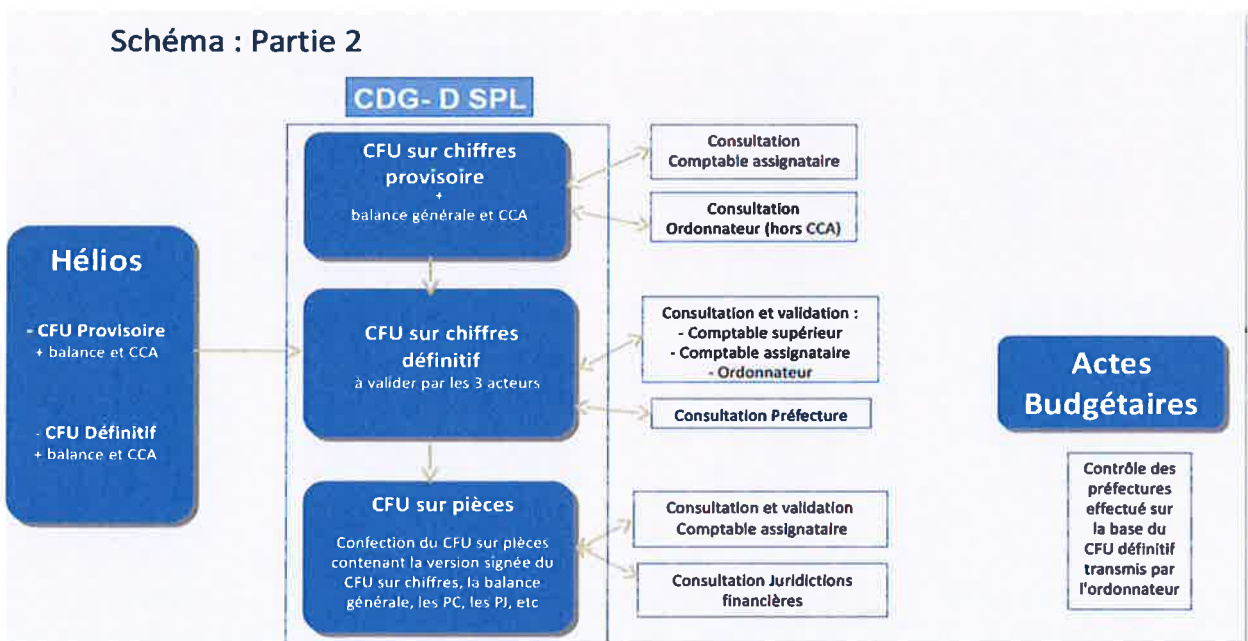 Schéma : Partie 2
CDG- D SPL
CFU sur chiffres
provisoire
+
balance générale et CCA
Consultation
Comptable assignataire
Consultation
Ordonnateur (hors CCA)
Hélios
- CFU Provisoire
+ balance et CCA
- CFU Définitif
+ balance et CCA
CFU sur chiffres
définitif
à valider par les 3 acteurs
Consultation et validation :
- Comptable supérieur
- Comptable assignataire
- Ordonnateur
Consultation Préfecture
CFU sur pièces
Confection du CFU sur pièces
contenant la version signée du
CFU sur chiffres, la balance
générale, les PC, les PJ, etc
Consultation et validation
Comptable assignataire
Consultation Juridictions
financières
Actes
Budgétaires
Contrôle des
préfectures
effectué sur
la base du
CFU définitif
transmis par
l'ordonnateur